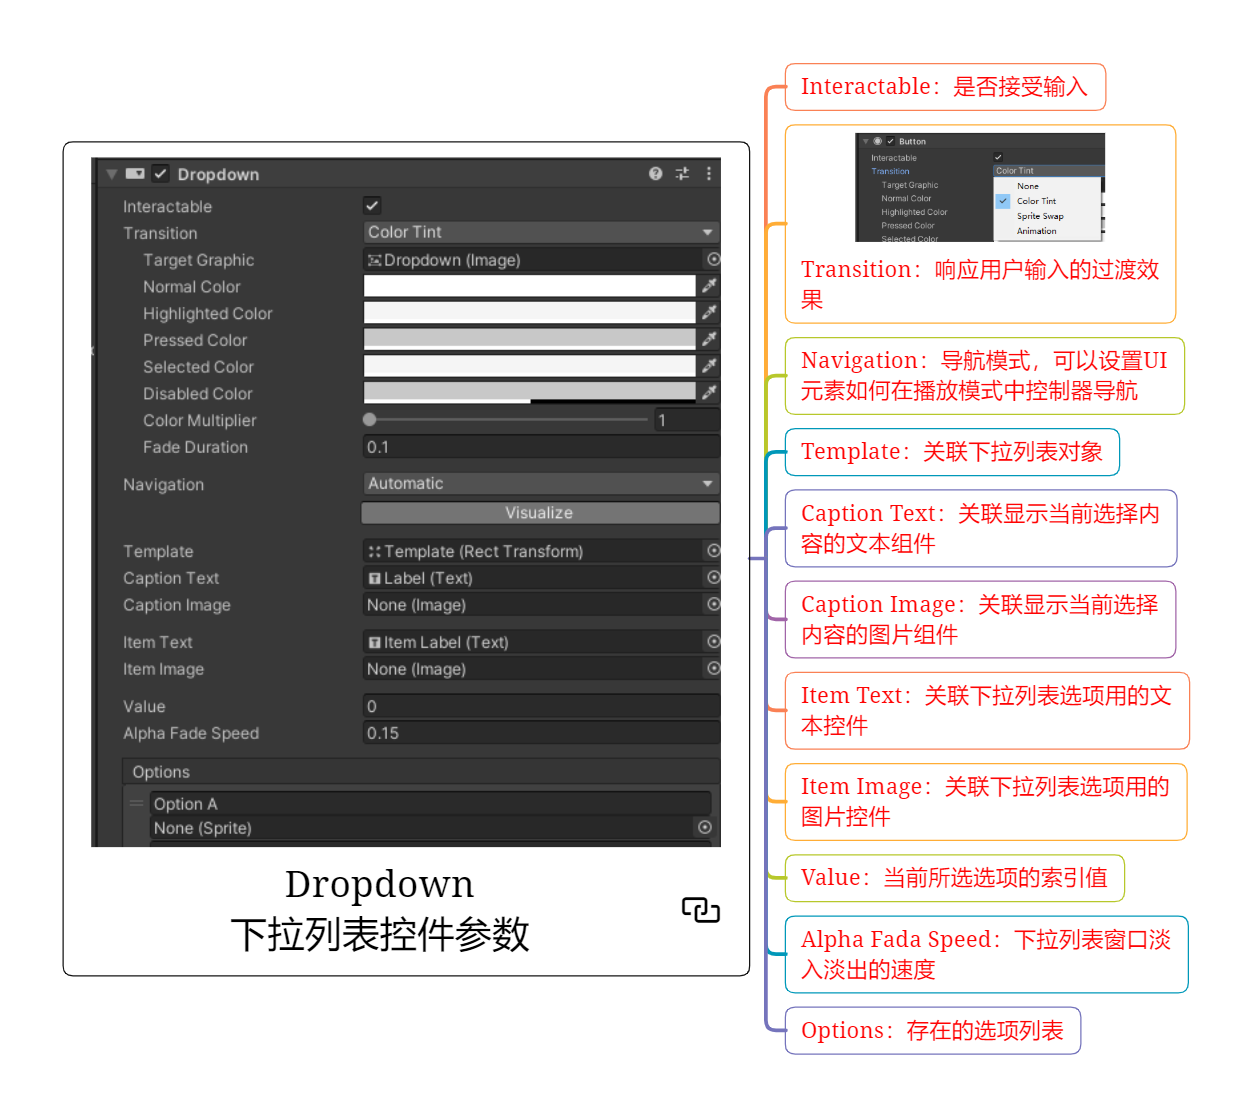 Dropdown
Interactable
Transition
Color Tint
Target Graphic
Dropdown (Image)
Normal Color
Highlighted Color
Pressed Color
Selected Color
Disabled Color
Color Multiplier
1
Fade Duration
0.1
Navigation
Automatic
Visualize
Template
Template (Rect Transform)
Caption Text
Label (Text)
Caption Image
None (Image)
Item Text
Item Label (Text)
Item Image
None (Image)
Value
0
Alpha Fade Speed
0.15
Options
Option A
None (Sprite)
Dropdown
下拉列表控件参数
Interactable：是否接受输入
Button
Interactable
Transition
Color Tint
Target Graphic
None
Normal Color
Color Tint
Highlighted Color
Sprite Swap
Pressed Color
Animation
Selected Color
Transition：响应用户输入的过渡效
果
Navigation：导航模式，可以设置UI
元素如何在播放模式中控制器导航
Template：关联下拉列表对象
Caption Text：关联显示当前选择内
容的文本组件
Caption Image：关联显示当前选择
内容的图片组件
Item Text：关联下拉列表选项用的文
本控件
Item Image：关联下拉列表选项用的
图片控件
Value：当前所选选项的索引值
Alpha Fada Speed：下拉列表窗口淡
入淡出的速度
Options：存在的选项列表